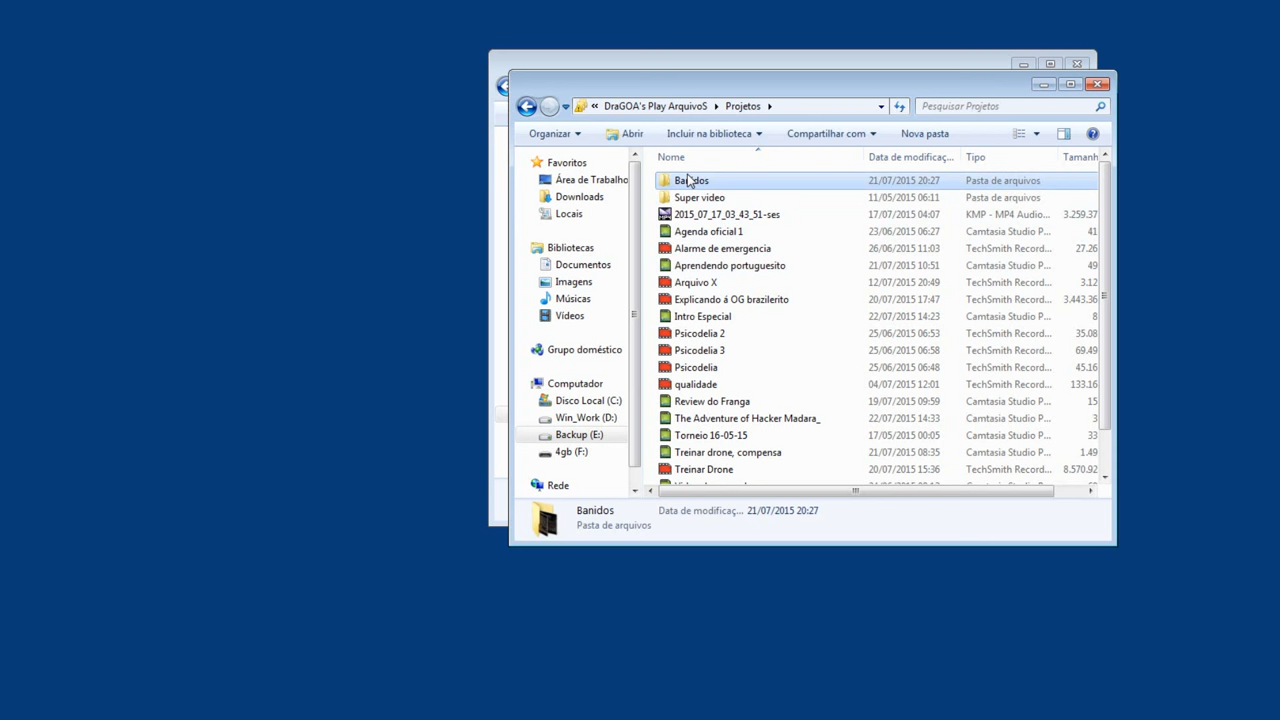 « DraGOA's Play ArquivoS Projetos
Pesquisar Projetos
Organizar Abrir Incluir na biblioteca Compartilhar com Nova pasta
Favoritos
Área de Trabalho
Downloads
Locais
Bibliotecas
Documentos
Imagens
Músicas
Vídeos
Grupo doméstico
Computador
Disco Local (C:)
Win_Work (D:)
Backup (E:)
4gb (F:)
Rede
Nome Data de modificaç... Tipo Tamanh
Banidos 21/07/2015 20:27 Pasta de arquivos
Super video 11/05/2015 06:11 Pasta de arquivos
2015_07_17_03_43_51-ses 17/07/2015 04:07 KMP - MP4 Audio... 3.259.37
Agenda oficial 1 23/06/2015 06:27 Camtasia Studio P... 41
Alarme de emergencia 26/06/2015 11:03 TechSmith Record... 27.26
Aprendendo portuguesito 21/07/2015 10:51 Camtasia Studio P... 49
Arquivo X 12/07/2015 20:49 TechSmith Record... 3.12
Explicando á OG brazilerito 20/07/2015 17:47 TechSmith Record... 3.443.36
Intro Especial 22/07/2015 14:23 Camtasia Studio P... 8
Psicodelia 2 25/06/2015 06:53 TechSmith Record... 35.08
Psicodelia 3 25/06/2015 06:58 TechSmith Record... 69.49
Psicodelia 25/06/2015 06:48 TechSmith Record... 45.16
qualidade 04/07/2015 12:01 TechSmith Record... 133.16
Review do Franga 19/07/2015 09:59 Camtasia Studio P... 15
The Adventure of Hacker Madara_ 22/07/2015 14:33 Camtasia Studio P... 3
Torneio 16-05-15 17/05/2015 00:05 Camtasia Studio P... 33
Treinar drone, compensa 21/07/2015 08:35 Camtasia Studio P... 1.49
Treinar Drone 20/07/2015 15:36 TechSmith Record... 8.570.92
Banidos Data de modificaç... 21/07/2015 20:27
Pasta de arquivos